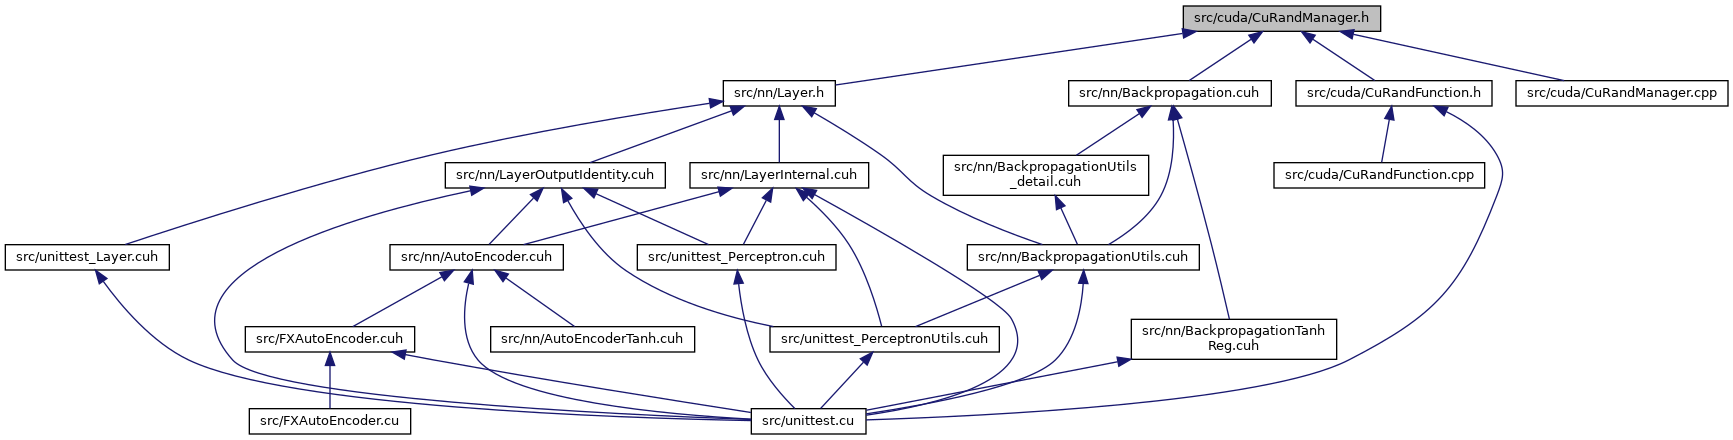 src/cuda/CuRandManager.h
src/nn/Layer.h
src/nn/Backpropagation.cuh
src/cuda/CuRandFunction.h
src/cuda/CuRandManager.cpp
src/nn/LayerOutputIdentity.cuh
src/nn/LayerInternal.cuh
src/nn/BackpropagationUtils
_detail.cuh
src/cuda/CuRandFunction.cpp
src/unittest_Layer.cuh
src/nn/AutoEncoder.cuh
src/unittest_Perceptron.cuh
src/nn/BackpropagationUtils.cuh
src/FXAutoEncoder.cuh
src/nn/AutoEncoderTanh.cuh
src/unittest_PerceptronUtils.cuh
src/nn/BackpropagationTanh
Reg.cuh
src/FXAutoEncoder.cu
src/unittest.cu